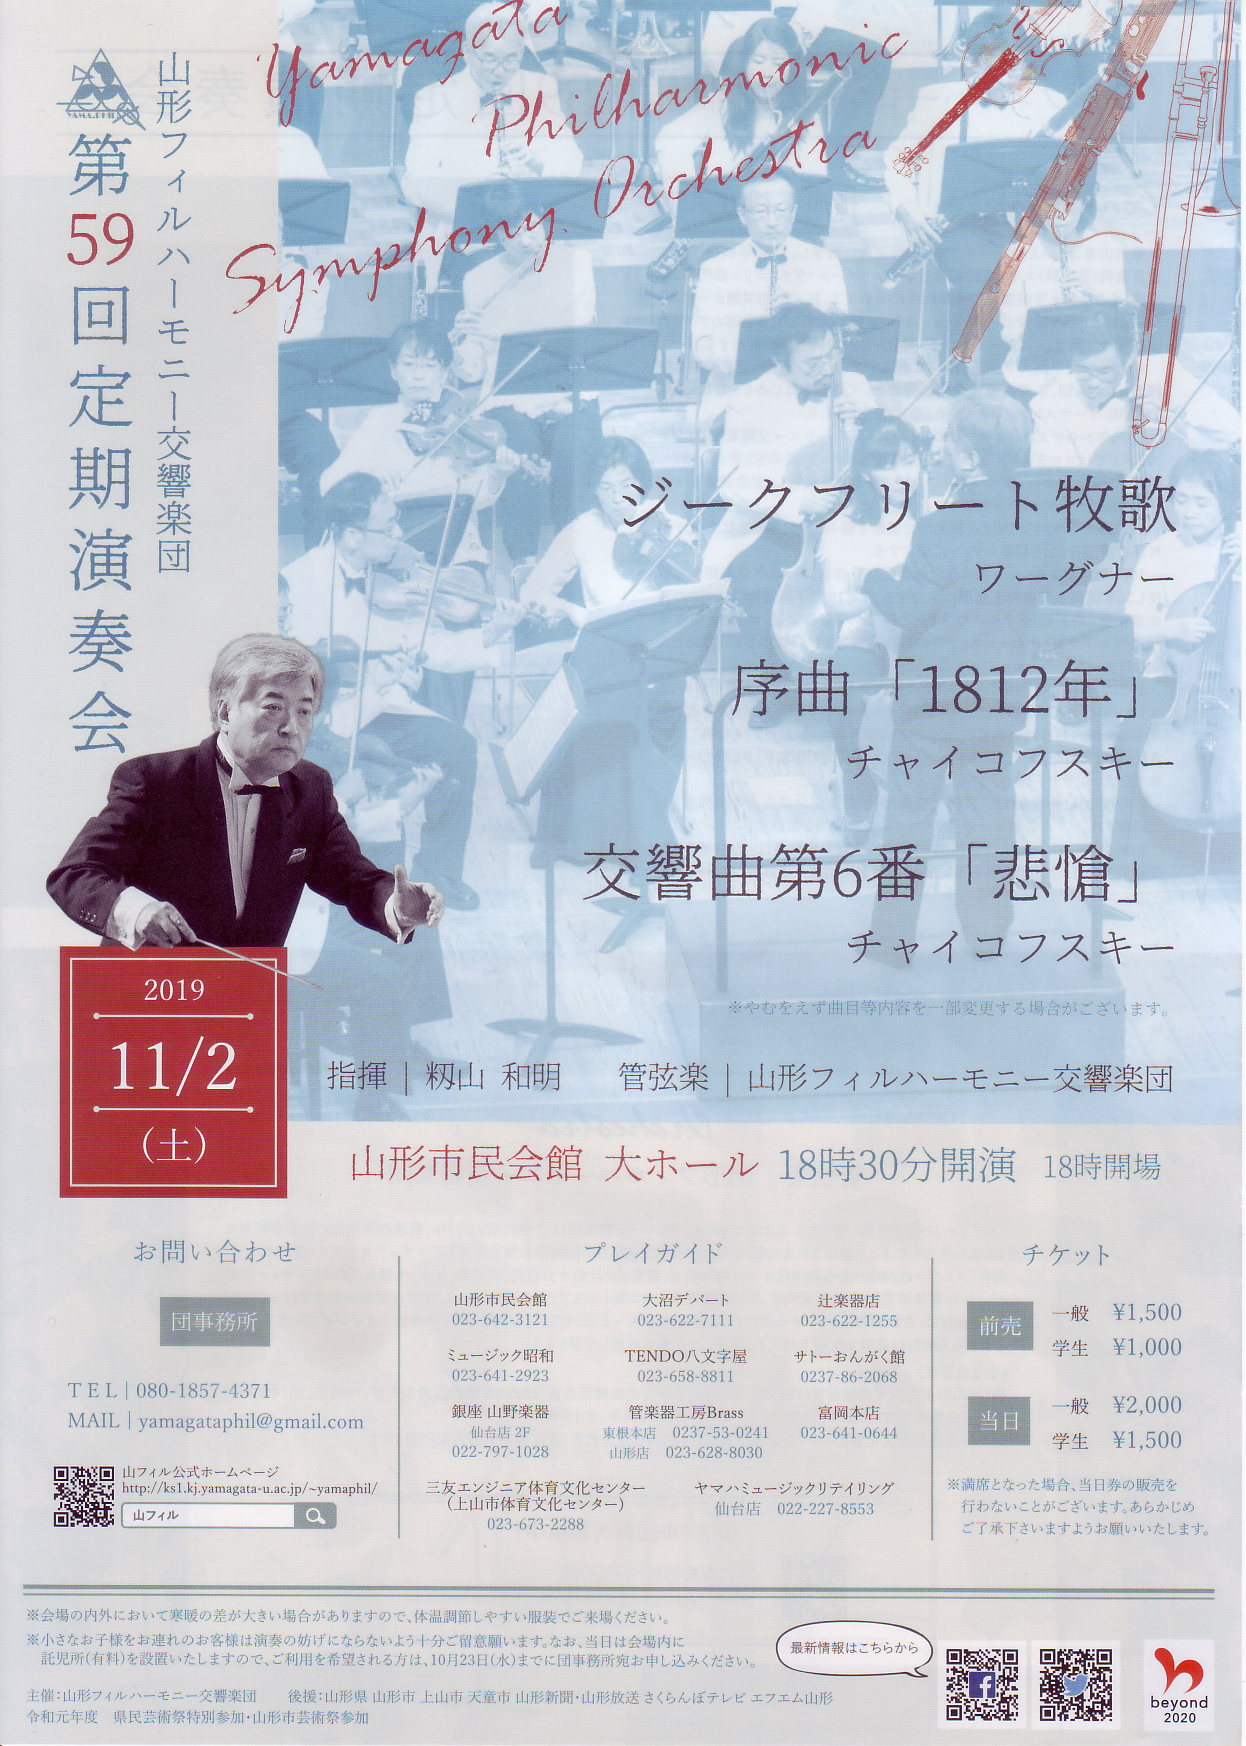 Yamagata
Philharmonic
Symphony Orchestra
YAMA.PHIL
山形フィルハーモニー交響楽団
第59回定期演奏会
ジークフリート牧歌
ワーグナー
序曲「1812年」
チャイコフスキー
交響曲第6番「悲愴」
チャイコフスキー
※やむをえず曲目等内容を一部変更する場合がございます。
2019
11/2
(土)
指揮｜籾山 和明　管弦楽｜山形フィルハーモニー交響楽団
山形市民会館 大ホール 18時30分開演 18時開場
お問い合わせ
団事務所
TEL｜080-1857-4371
MAIL｜yamagataphil@gmail.com
山フィル公式ホームページ
http://ks1.kj.yamagata-u.ac.jp/~yamaphil/
山フィル
プレイガイド
山形市民会館
023-642-3121
大沼デパート
023-622-7111
辻楽器店
023-622-1255
ミュージック昭和
023-641-2923
TENDO八文字屋
023-658-8811
サトーおんがく館
0237-86-2068
銀座 山野楽器
仙台店 2F
022-797-1028
管楽器工房Brass
東根本店 0237-53-0241
山形店 023-628-8030
富岡本店
023-641-0644
三友エンジニア体育文化センター
(上山市体育文化センター)
023-673-2288
ヤマハミュージックリテイリング
仙台店 022-227-8553
チケット
前売
一般 ¥1,500
学生 ¥1,000
当日
一般 ¥2,000
学生 ¥1,500
※満席となった場合、当日券の販売を
行わないことがございます。あらかじめ
ご了承下さいますようお願いいたします。
※会場の内外において寒暖の差が大きい場合がありますので、体温調節しやすい服装でご来場ください。
※小さなお子様をお連れのお客様は演奏の妨げにならないよう十分ご留意願います。なお、当日は会場内に
託児所(有料)を設置いたしますので、ご利用を希望される方は、10月23日(水)までに団事務所宛お申し込みください。
主催：山形フィルハーモニー交響楽団　後援：山形県 山形市 上山市 天童市 山形新聞・山形放送 さくらんぼテレビ エフエム山形
令和元年度　県民芸術祭特別参加・山形市芸術祭参加
最新情報はこちらから
beyond
2020